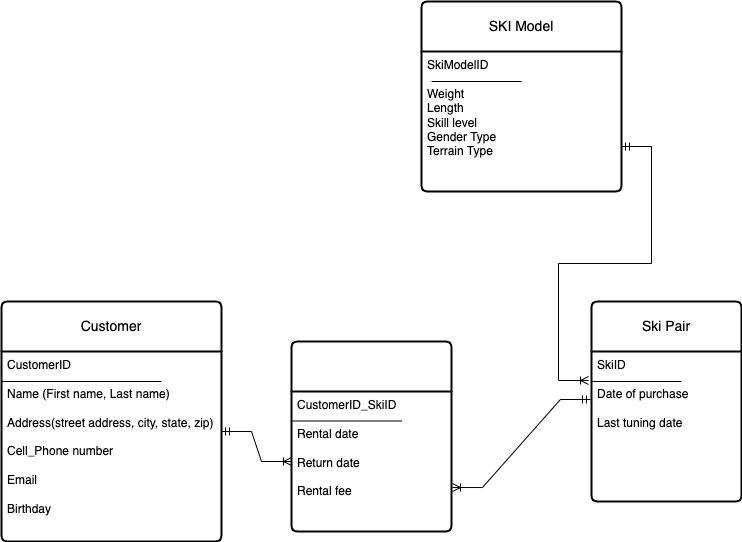 SKI Model
SkiModelID
Weight
Length
Skill level
Gender Type
Terrain Type
Customer
CustomerID
Name (First name, Last name)
Address(street address, city, state, zip)
Cell_Phone number
Email
Birthday
CustomerID_SkiID
Rental date
Return date
Rental fee
Ski Pair
SkiID
Date of purchase
Last tuning date